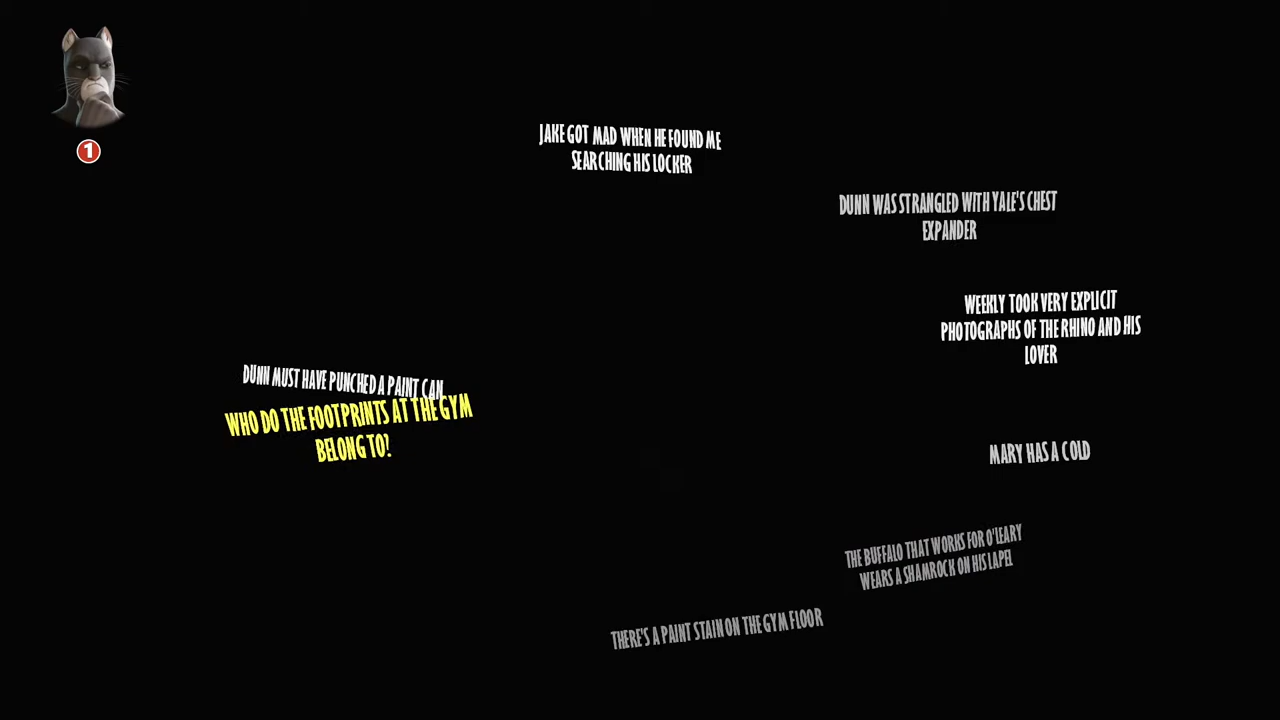 1
JAKE GOT MAD WHEN HE FOUND ME
SEARCHING HIS LOCKER
DUNN WAS STRANGLED WITH YALE'S CHEST
EXPANDER
WEEKLY TOOK VERY EXPLICIT
PHOTOGRAPHS OF THE RHINO AND HIS
LOVER
DUNN MUST HAVE PUNCHED A PAINT CAN
WHO DO THE FOOTPRINTS AT THE GYM
BELONG TO?
MARY HAS A COLD
THE BUFFALO THAT WORKS FOR O'LEARY
WEARS A SHAMROCK ON HIS LAPEL
THERE'S A PAINT STAIN ON THE GYM FLOOR